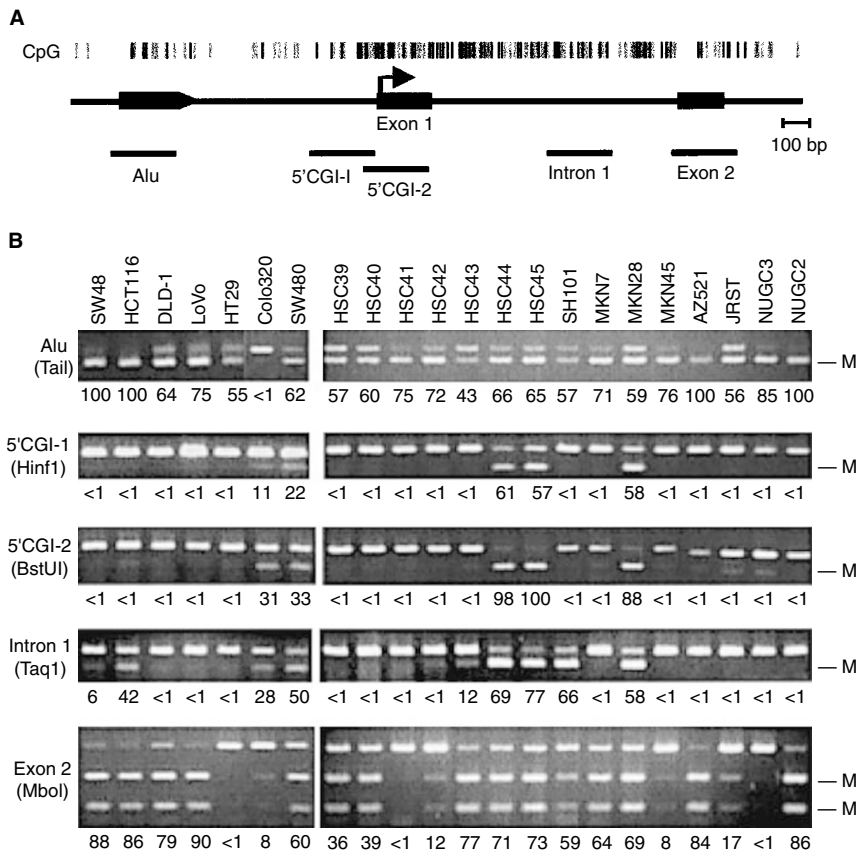 A
CpG
Exon 1
100 bp
Alu
5'CGI-I
5'CGI-2
Intron 1
Exon 2
B
SW48 HCT116 DLD-1 LoVo HT29 Colo320 SW480 HSC39 HSC40 HSC41 HSC42 HSC43 HSC44 HSC45 SH101 MKN7 MKN28 MKN45 AZ521 JRST NUGC3 NUGC2
Alu
(Tail)
M
100 100 64 75 55 <1 62 57 60 75 72 43 66 65 57 71 59 76 100 56 85 100
5'CGI-1
(Hinf1)
M
<1 <1 <1 <1 <1 11 22 <1 <1 <1 <1 <1 61 57 <1 <1 58 <1 <1 <1 <1 <1
5'CGI-2
(BstUI)
M
<1 <1 <1 <1 <1 31 33 <1 <1 <1 <1 <1 98 100 <1 <1 88 <1 <1 <1 <1 <1
Intron 1
(Taq1)
M
6 42 <1 <1 <1 28 50 <1 <1 <1 <1 12 69 77 66 <1 58 <1 <1 <1 <1 <1
Exon 2
(Mbol)
M
M
88 86 79 90 <1 8 60 36 39 <1 12 77 71 73 59 64 69 8 84 17 <1 86